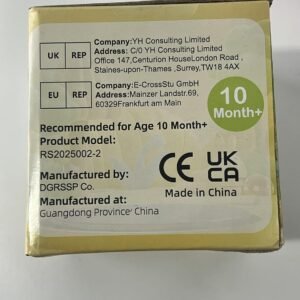 UK REP
Company:YH Consulting Limited
Address: C/0 YH Consulting Limited
Office 147,Centurion HouseLondon Road ,
Staines-upon-Thames ,Surrey,TW18 4AX
EU REP
Company:E-CrossStu GmbH
Address:Mainzer Landstr.69,
60329Frankfurt am Main
10
Month+
Recommended for Age 10 Month+
Product Model:
RS2025002-2
Manufactured by:
DGRSSP Co.
Manufactured at:
Guangdong Province China
CE
UK
CA
Made in China